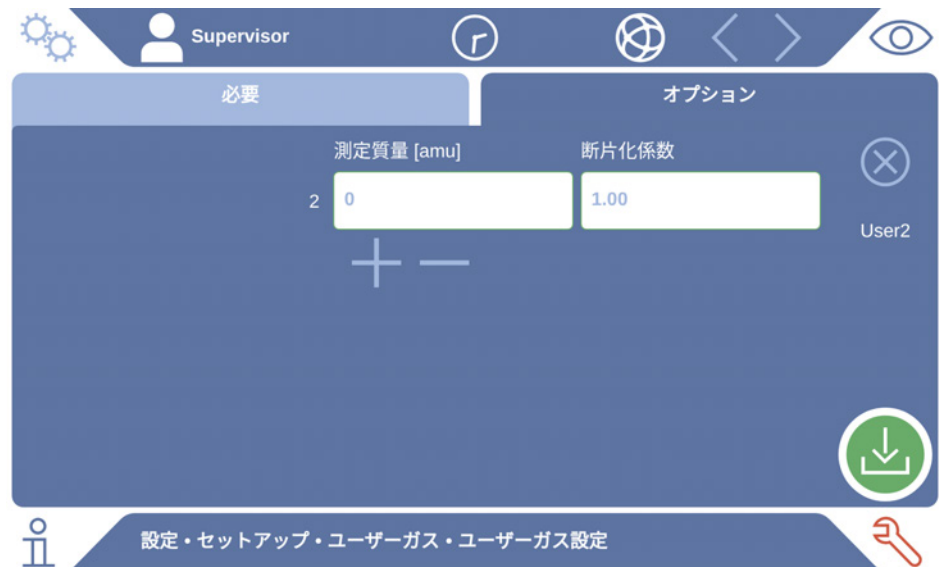 Supervisor
必要
オプション
測定質量 [amu]
断片化係数
2
0
1.00
User2
設定・セットアップ・ユーザーガス・ユーザーガス設定